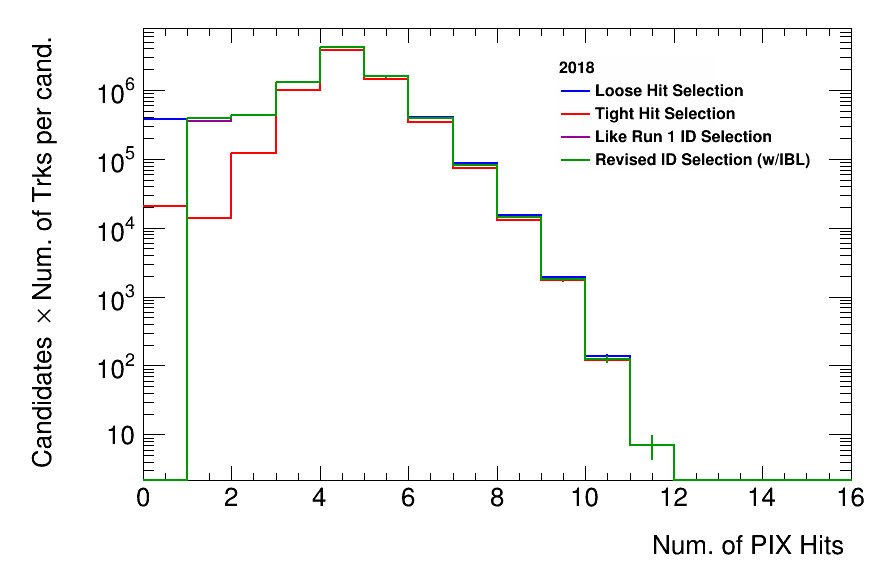 Candidates × Num. of Trks per cand.
10^6
10^5
10^4
10^3
10^2
10
2018
Loose Hit Selection
Tight Hit Selection
Like Run 1 ID Selection
Revised ID Selection (w/IBL)
0 2 4 6 8 10 12 14 16
Num. of PIX Hits